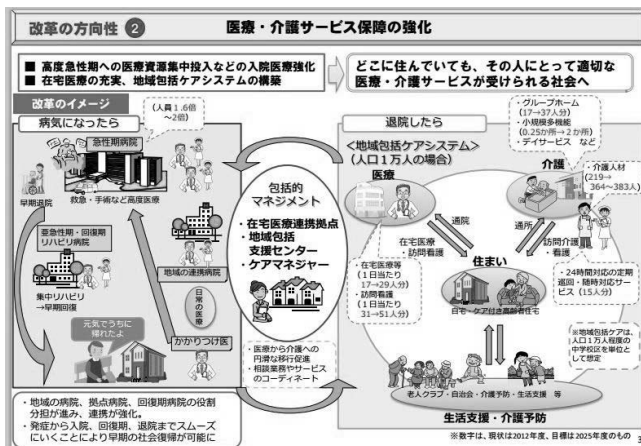 改革の方向性 ②
医療・介護サービス保障の強化
■ 高度急性期への医療資源集中投入などの入院医療強化
■ 在宅医療の充実、地域包括ケアシステムの構築
どこに住んでいても、その人にとって適切な
医療・介護サービスが受けられる社会へ
改革のイメージ
病気になったら
(人員1.6倍
～2倍)
急性期病院
早期退院
救急・手術など高度医療
亜急性期・回復期
リハビリ病院
集中リハビリ
→早期回復
地域の連携病院
日常の医療
かかりつけ医
元気でうちに
帰れたよ
・地域の病院、拠点病院、回復期病院の役割
分担が進み、連携が強化。
・発症から入院、回復期、退院までスムーズ
にいくことにより早期の社会復帰が可能に
包括的
マネジメント
・在宅医療連携拠点
・地域包括
支援センター
・ケアマネジャー
・医療から介護への
円滑な移行促進
・相談業務やサービス
のコーディネート
退院したら
<地域包括ケアシステム>
(人口1万人の場合)
医療
・グループホーム
(17→37人分)
・小規模多機能
(0.25か所→2か所)
・デイサービス など
介護
・介護人材
(219→
364～383人)
通院
通所
在宅医療
・訪問看護
訪問介護
・看護
住まい
自宅・ケア付き高齢者住宅
・在宅医療等
(1日当たり
17→29人分)
・訪問看護
(1日当たり
31→51人分)
・24時間対応の定期
巡回・随時対応サー
ビス(15人分)
※地域包括ケアは、
人口1万人程度の
中学校区を単位と
して想定
老人クラブ・自治会・介護予防・生活支援 等
生活支援・介護予防
※数字は、現状は2012年度、目標は2025年度のもの